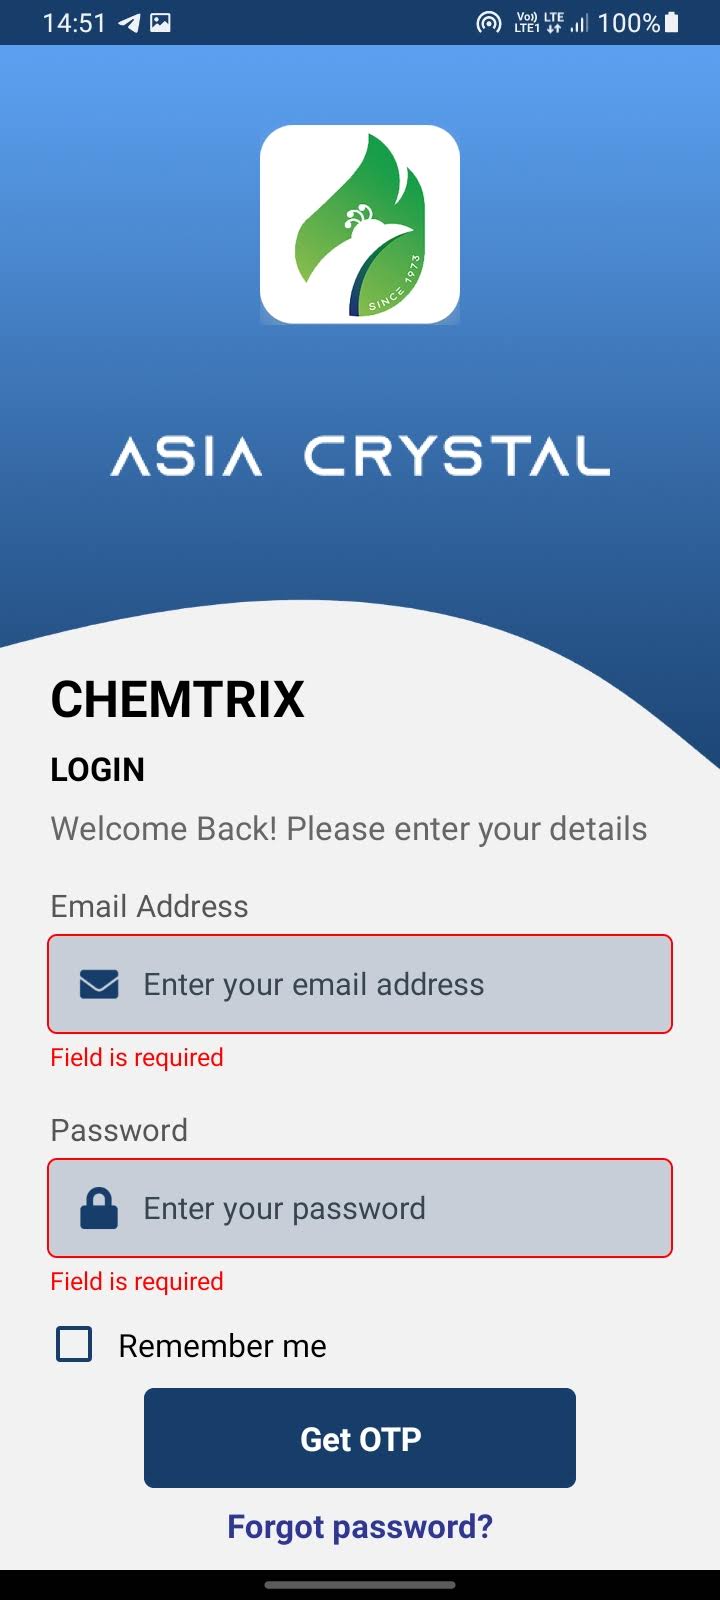 14:51
Vo)) LTE
LTE1
100%
SINCE 1973
ASIA CRYSTAL
CHEMTRIX
LOGIN
Welcome Back! Please enter your details
Email Address
Enter your email address
Field is required
Password
Enter your password
Field is required
Remember me
Get OTP
Forgot password?